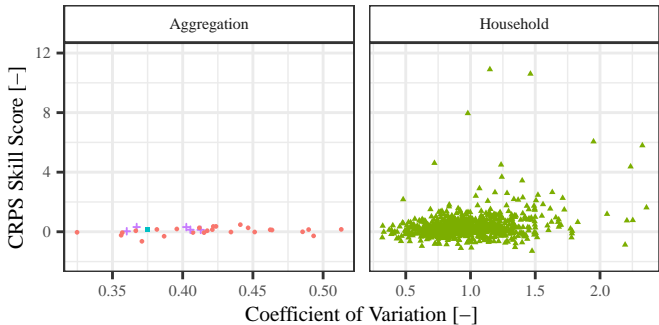 Aggregation Household
CRPS Skill Score [−]
12
8
4
0
0.35 0.40 0.45 0.50 0.5 1.0 1.5 2.0
Coefficient of Variation [−]